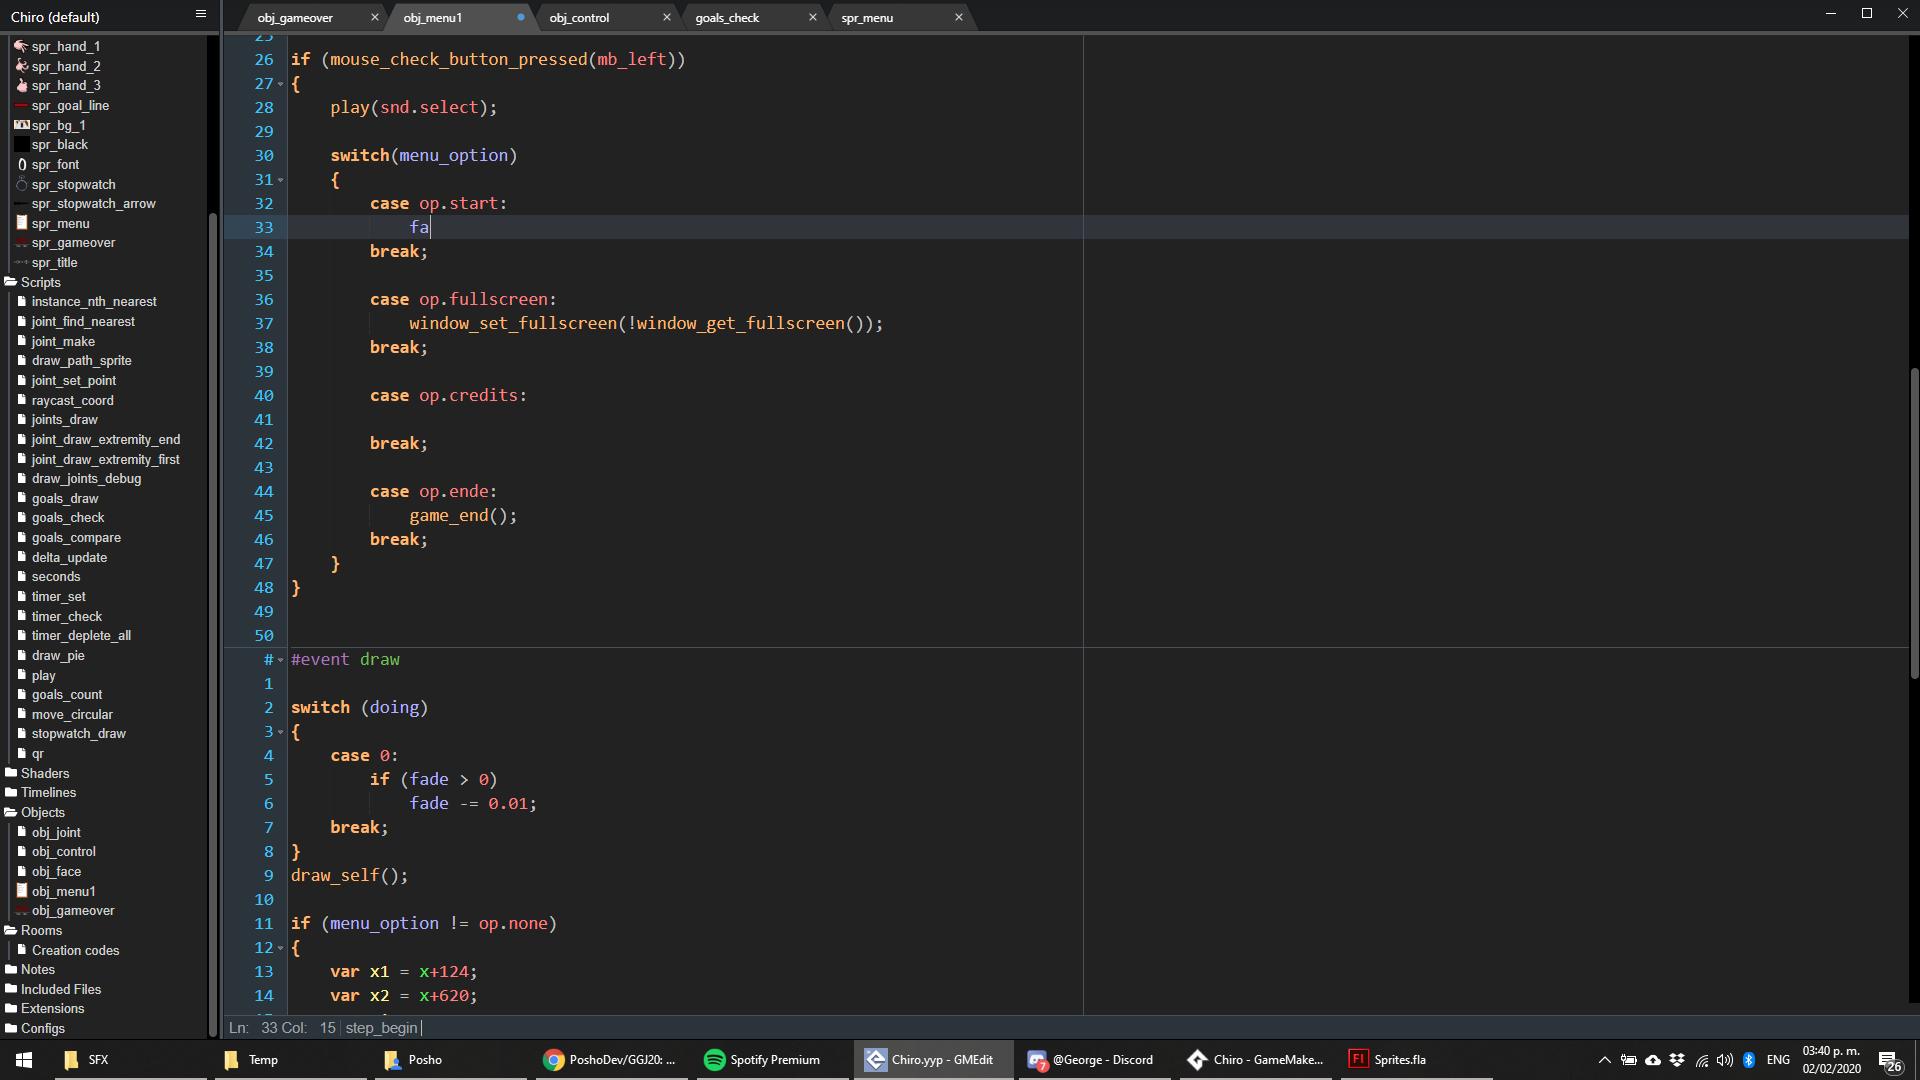 Chiro (default)
obj_gameover
obj_menu1
obj_control
goals_check
spr_menu
spr_hand_1
spr_hand_2
spr_hand_3
spr_goal_line
spr_bg_1
spr_black
spr_font
spr_stopwatch
spr_stopwatch_arrow
spr_menu
spr_gameover
spr_title
Scripts
instance_nth_nearest
joint_find_nearest
joint_make
draw_path_sprite
joint_set_point
raycast_coord
joints_draw
joint_draw_extremity_end
joint_draw_extremity_first
draw_joints_debug
goals_draw
goals_check
goals_compare
delta_update
seconds
timer_set
timer_check
timer_deplete_all
draw_pie
play
goals_count
move_circular
stopwatch_draw
qr
Shaders
Timelines
Objects
obj_joint
obj_control
obj_face
obj_menu1
obj_gameover
Rooms
Creation codes
Notes
Included Files
Extensions
Configs
25
26 if (mouse_check_button_pressed(mb_left))
27 {
28 play(snd.select);
29
30 switch(menu_option)
31 {
32 case op.start:
33 fa
34 break;
35
36 case op.fullscreen:
37 window_set_fullscreen(!window_get_fullscreen());
38 break;
39
40 case op.credits:
41
42 break;
43
44 case op.ende:
45 game_end();
46 break;
47 }
48 }
49
50
# #event draw
1
2 switch (doing)
3 {
4 case 0:
5 if (fade > 0)
6 fade -= 0.01;
7 break;
8 }
9 draw_self();
10
11 if (menu_option != op.none)
12 {
13 var x1 = x+124;
14 var x2 = x+620;
Ln: 33 Col: 15 step_begin
SFX
Temp
Posho
PoshoDev/GGJ20: ...
Spotify Premium
Chiro.yyp - GMEdit
7
@George - Discord
Chiro - GameMake...
Fl
Sprites.fla
ENG
03:40 p. m.
02/02/2020
26